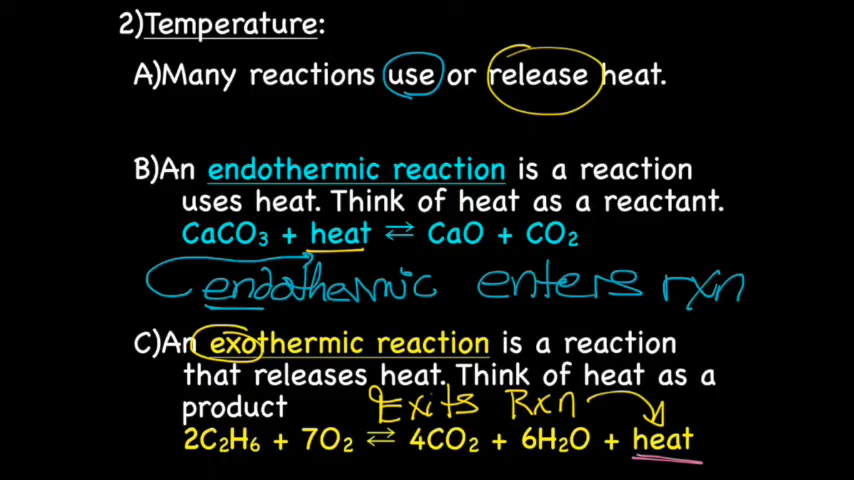 2)Temperature:
A)Many reactions use or release heat.
B)An endothermic reaction is a reaction
uses heat. Think of heat as a reactant.
CaCO₃ + heat ⇄ CaO + CO₂
endothermic enters rxn
C)An exothermic reaction is a reaction
that releases heat. Think of heat as a
product Exits Rxn
2C₂H₆ + 7O₂ ⇄ 4CO₂ + 6H₂O + heat